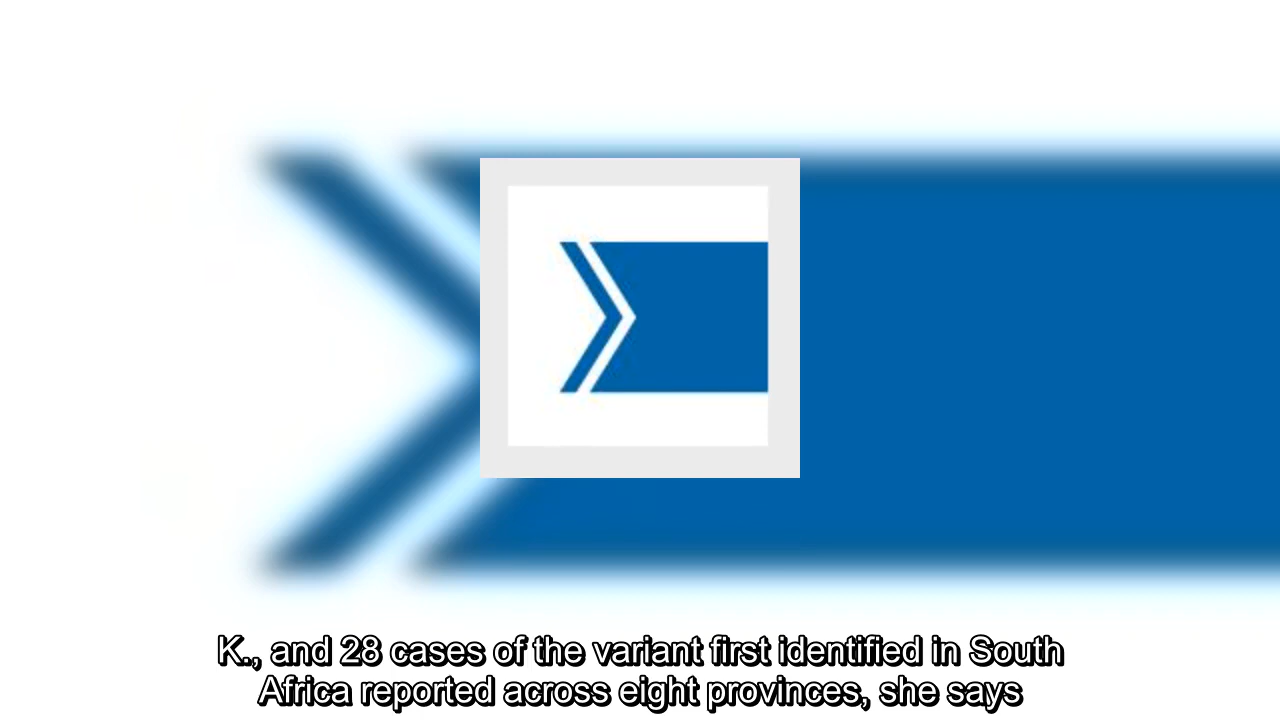 K., and 28 cases of the variant first identified in South
Africa reported across eight provinces, she says